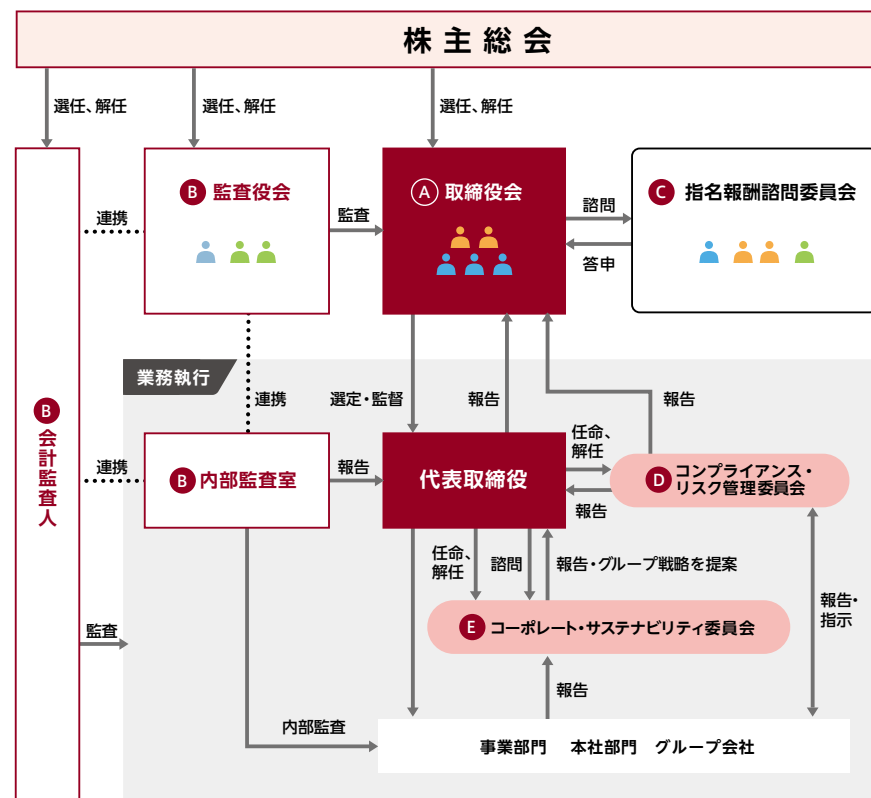 株主総会
選任、解任
選任、解任
選任、解任
B 監査役会
A 取締役会
C 指名報酬諮問委員会
連携
監査
諮問
答申
業務執行
連携
選定・監督
報告
報告
B 会計監査人
連携
B 内部監査室
報告
代表取締役
任命、
解任
報告
D コンプライアンス・
リスク管理委員会
任命、
解任
諮問
報告・グループ戦略を提案
E コーポレート・サステナビリティ委員会
報告・
指示
監査
報告
内部監査
事業部門 本社部門 グループ会社